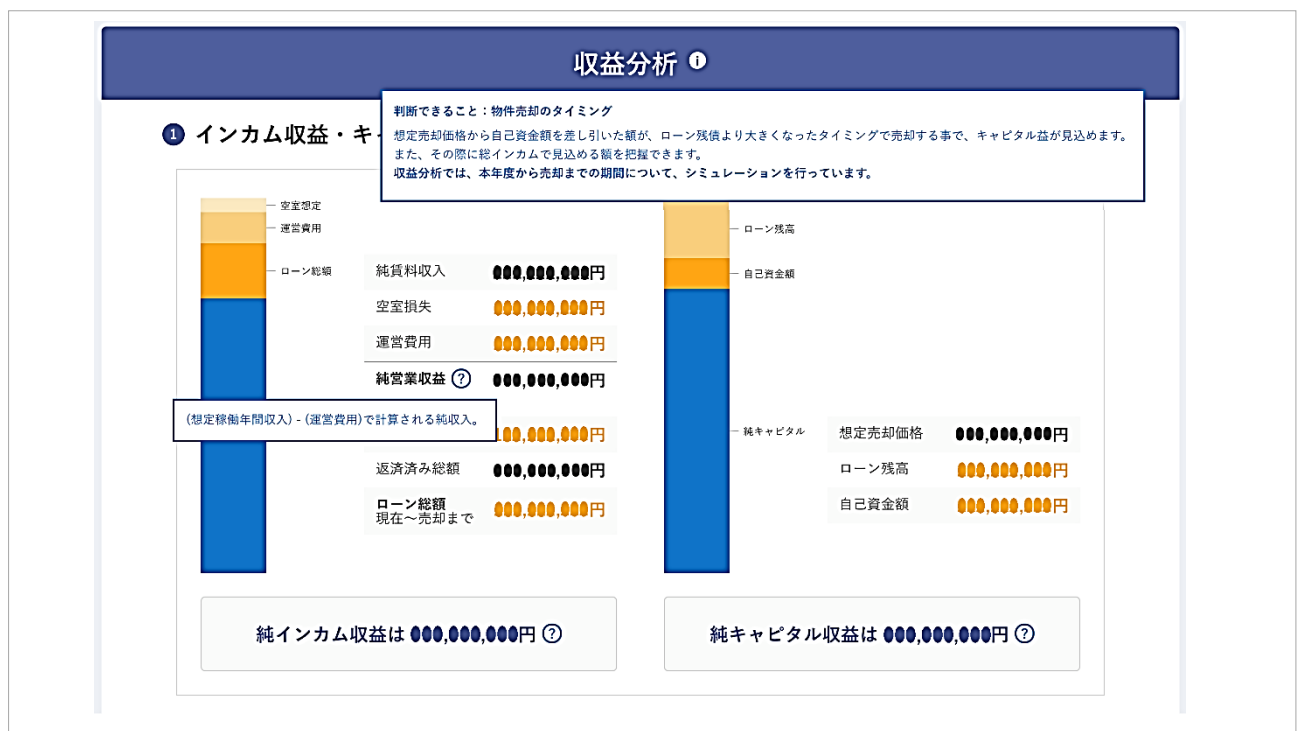 収益分析 i
判断できること：物件売却のタイミング
想定売却価格から自己資金額を差し引いた額が、ローン残債より大きくなったタイミングで売却する事で、キャピタル益が見込めます。
また、その際に総インカムで見込める額を把握できます。
収益分析では、本年度から売却までの期間について、シミュレーションを行っています。
1 インカム収益・キ
空室想定
運営費用
ローン総額
純賃料収入 000,000,000円
空室損失 000,000,000円
運営費用 000,000,000円
純営業収益 ? 000,000,000円
(想定稼働年間収入) - (運営費用)で計算される純収入。
000,000,000円
返済済み総額 000,000,000円
ローン総額 000,000,000円
現在〜売却まで
純インカム収益は 000,000,000円 ?
ローン残高
自己資金額
純キャピタル
想定売却価格 000,000,000円
ローン残高 000,000,000円
自己資金額 000,000,000円
純キャピタル収益は 000,000,000円 ?